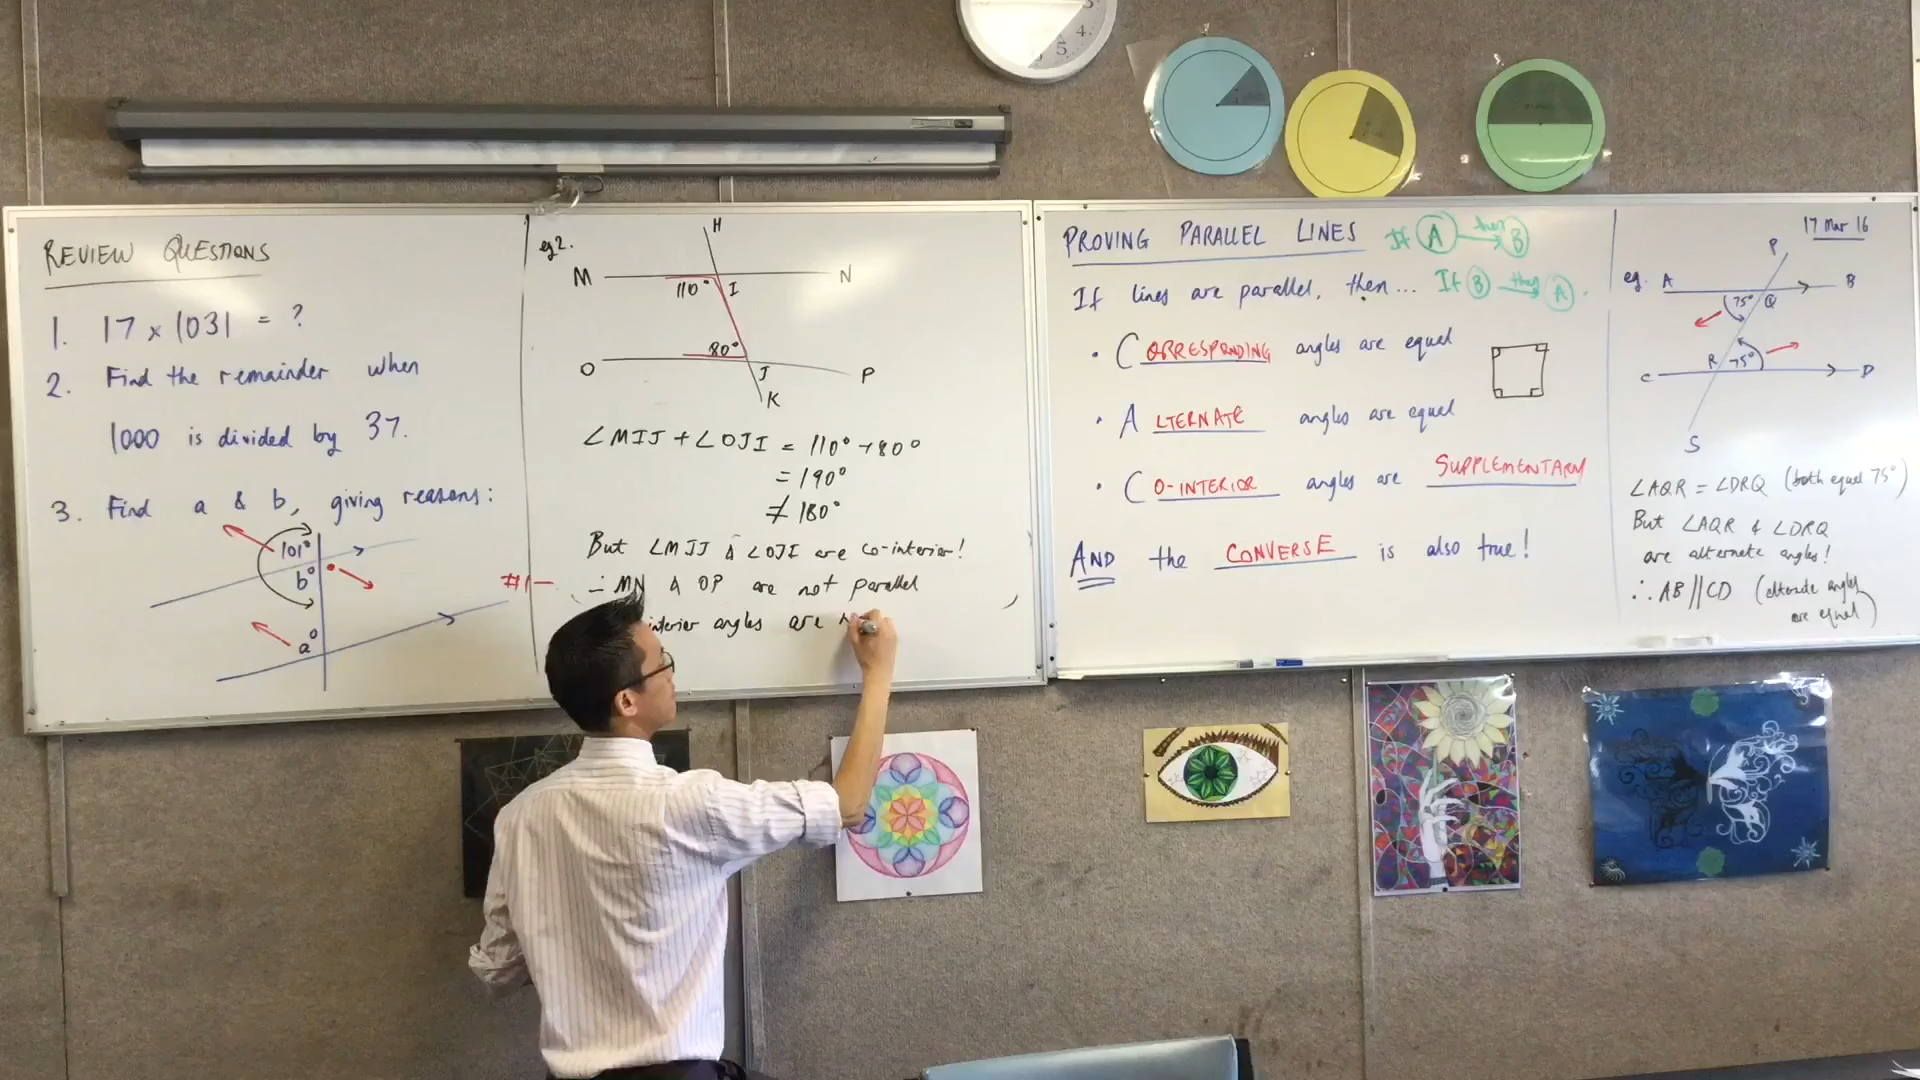 REVIEW QUESTIONS
1. 17 x 1031 = ?
2. Find the remainder when
1000 is divided by 37.
3. Find a & b, giving reasons:
101°
b°
a°
eg 2.
H
M
N
110°
I
80°
O
J
P
K
∠MIJ + ∠OJI = 110° + 80°
= 190°
≠ 180°
But ∠MIJ & ∠OJI are co-interior!
∴ MN & OP are not parallel
interior angles are
PROVING PARALLEL LINES
If A then B
If lines are parallel, then...
If B then A
• CORRESPONDING angles are equal
• ALTERNATE angles are equal
• CO-INTERIOR angles are SUPPLEMENTARY
AND the CONVERSE is also true!
17 Mar 16
eg.
P
A
B
75°
Q
R
75°
C
D
S
∠AQR = ∠DRQ (both equal 75°)
But ∠AQR & ∠DRQ
are alternate angles!
∴ AB // CD (alternate angles
are equal)
4
5